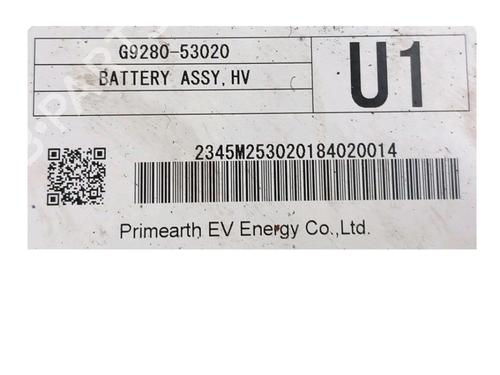 G9280-53020
BATTERY ASSY,HV
U1
2345M253020184020014
Primearth EV Energy Co.,Ltd.